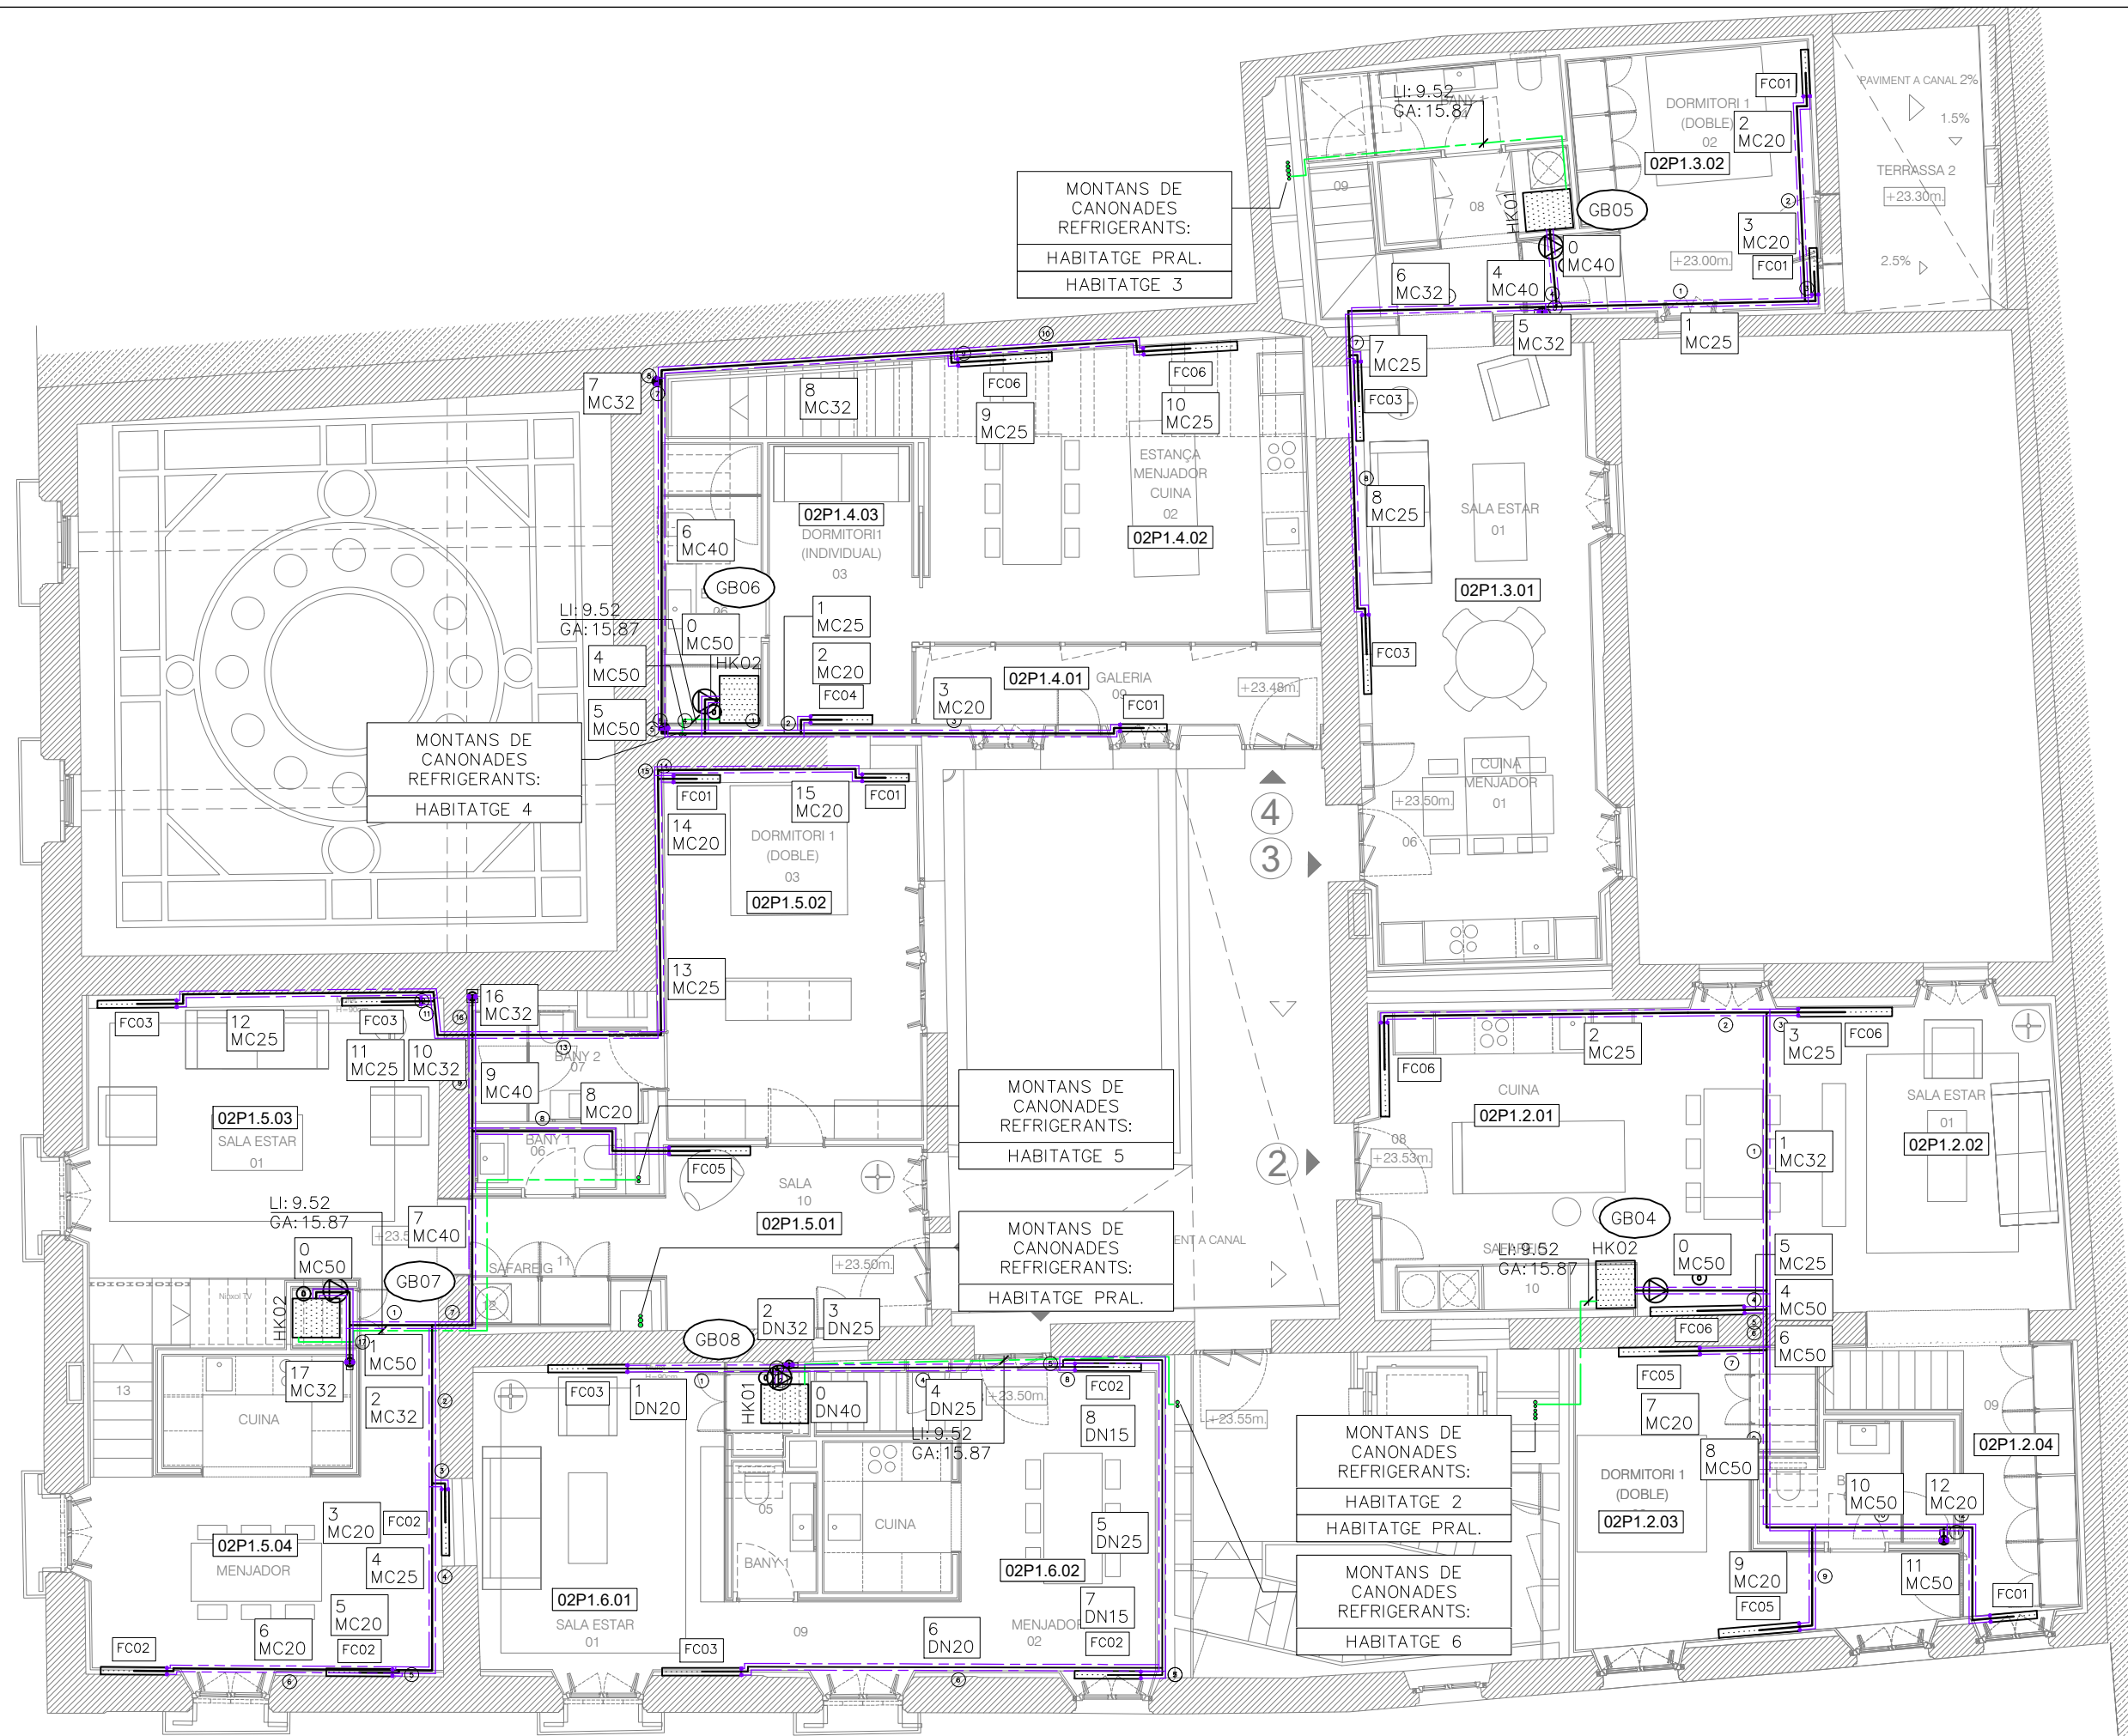 LI: 9.52
GA: 15.87
BANY 1
FC01
PAVIMENT A CANAL 2%
1.5%
DORMITORI 1
(DOBLE)
02
2
MC20
02P1.3.02
TERRASSA 2
+23.30m.
2.5%
MONTANS DE
CANONADES
REFRIGERANTS:
HABITATGE PRAL.
HABITATGE 3
09
08
HK01
GB05
0
MC40
3
MC20
FC01
+23.00m.
6
MC32
4
MC40
5
MC32
1
MC25
7
MC32
8
MC32
FC06
9
MC25
FC06
10
MC25
7
MC25
FC03
8
MC25
ESTANÇA
MENJADOR
CUINA
02
02P1.4.02
02P1.4.03
DORMITORI1
(INDIVIDUAL)
03
6
MC40
GB06
06
LI: 9.52
GA: 15.87
0
MC50
HK02
1
MC25
2
MC20
FC04
4
MC50
5
MC50
3
MC20
02P1.4.01
GALERIA
09
FC01
+23.48m.
SALA ESTAR
01
02P1.3.01
FC03
MONTANS DE
CANONADES
REFRIGERANTS:
HABITATGE 4
FC01
15
MC20
FC01
14
MC20
DORMITORI 1
(DOBLE)
03
02P1.5.02
4
3
CUINA
MENJADOR
01
+23.50m.
06
13
MC25
16
MC32
FC03
12
MC25
FC03
11
MC25
10
MC32
9
MC40
BANY 2
07
8
MC20
02P1.5.03
SALA ESTAR
01
BANY 1
06
FC05
SALA
10
02P1.5.01
MONTANS DE
CANONADES
REFRIGERANTS:
HABITATGE 5
2
MONTANS DE
CANONADES
REFRIGERANTS:
HABITATGE PRAL.
LI: 9.52
GA: 15.87
7
MC40
0
MC50
GB07
HK02
SAFAREIG 11
12
+23.50m.
FC06
2
MC25
3
MC25
FC06
CUINA
02P1.2.01
SALA ESTAR
01
02P1.2.02
08
+23.53m.
1
MC32
GB04
LI: 9.52
GA: 15.87
HK02
10
0
MC50
5
MC25
4
MC50
FC06
6
MC50
1
MC50
17
MC32
2
MC32
13
CUINA
GB08
2
DN32
3
DN25
FC03
1
DN20
HK01
0
DN40
4
DN25
+23.50m.
FC02
8
DN15
LI: 9.52
GA: 15.87
+23.55m.
MONTANS DE
CANONADES
REFRIGERANTS:
HABITATGE 2
HABITATGE PRAL.
MONTANS DE
CANONADES
REFRIGERANTS:
HABITATGE 6
FC05
7
MC20
8
MC50
DORMITORI 1
(DOBLE)
02P1.2.03
09
02P1.2.04
10
MC50
12
MC20
9
MC20
FC05
11
MC50
FC01
3
MC20
FC02
02P1.5.04
MENJADOR
4
MC25
5
MC20
6
MC20
FC02
FC02
05
BANY 1
CUINA
5
DN25
02P1.6.02
02P1.6.01
SALA ESTAR
01
FC03
09
6
DN20
MENJADOR
02
7
DN15
FC02